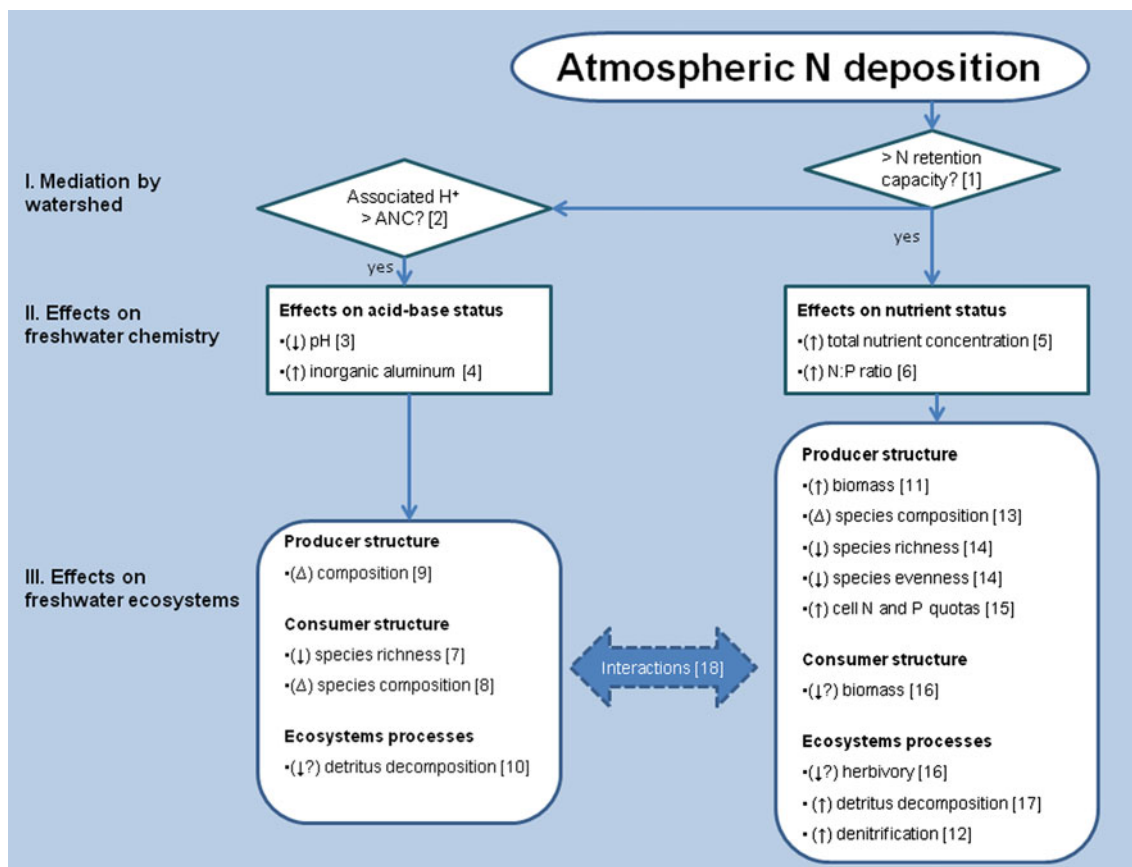 Atmospheric N deposition
I. Mediation by
watershed
> N retention
capacity? [1]
Associated H⁺
> ANC? [2]
yes
yes
II. Effects on
freshwater chemistry
Effects on acid-base status
•(↓) pH [3]
•(↑) inorganic aluminum [4]
Effects on nutrient status
•(↑) total nutrient concentration [5]
•(↑) N:P ratio [6]
III. Effects on
freshwater ecosystems
Producer structure
•(Δ) composition [9]
Consumer structure
•(↓) species richness [7]
•(Δ) species composition [8]
Ecosystems processes
•(↓?) detritus decomposition [10]
Interactions [18]
Producer structure
•(↑) biomass [11]
•(Δ) species composition [13]
•(↓) species richness [14]
•(↓) species evenness [14]
•(↑) cell N and P quotas [15]
Consumer structure
•(↓?) biomass [16]
Ecosystems processes
•(↓?) herbivory [16]
•(↑) detritus decomposition [17]
•(↑) denitrification [12]